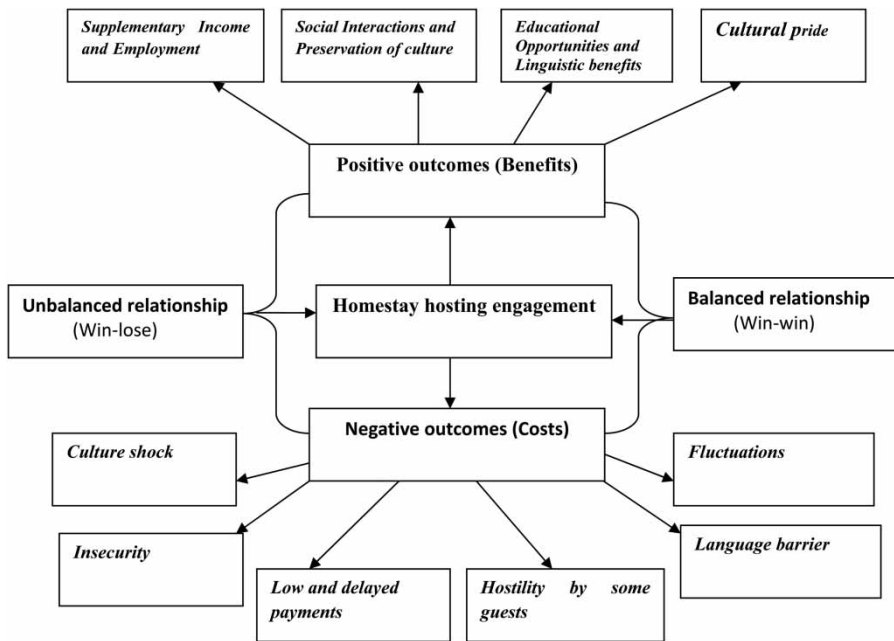 Supplementary Income
and Employment
Social Interactions and
Preservation of culture
Educational
Opportunities and
Linguistic benefits
Cultural pride
Positive outcomes (Benefits)
Unbalanced relationship
(Win-lose)
Homestay hosting engagement
Balanced relationship
(Win-win)
Negative outcomes (Costs)
Culture shock
Fluctuations
Insecurity
Language barrier
Low and delayed
payments
Hostility by some
guests